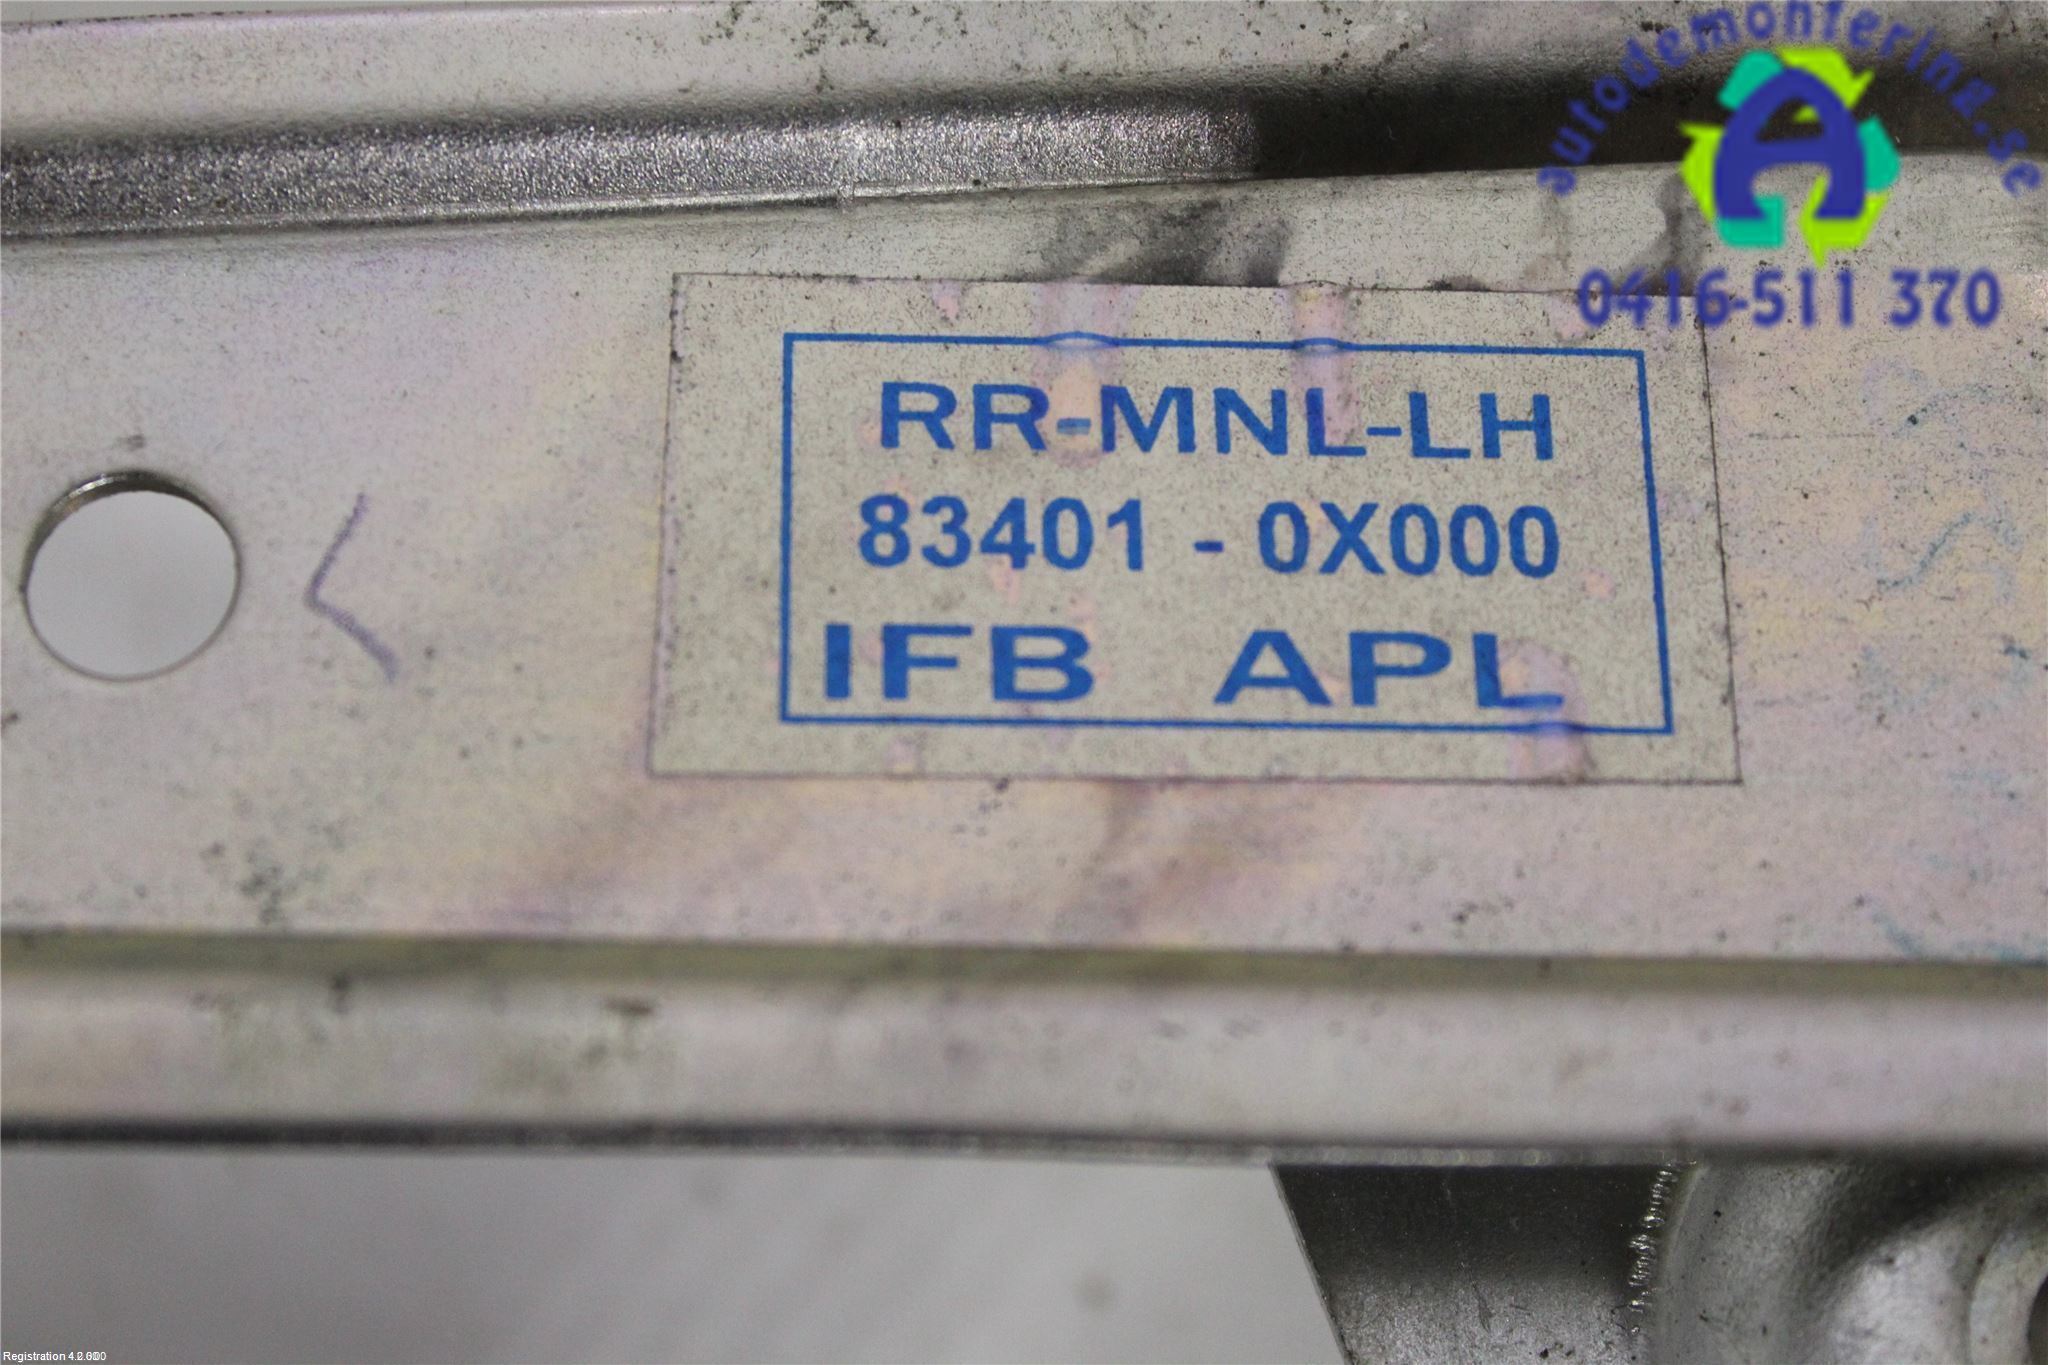 autodemontering.se
A
0416-511 370
RR-MNL-LH
83401 - 0X000
IFB APL